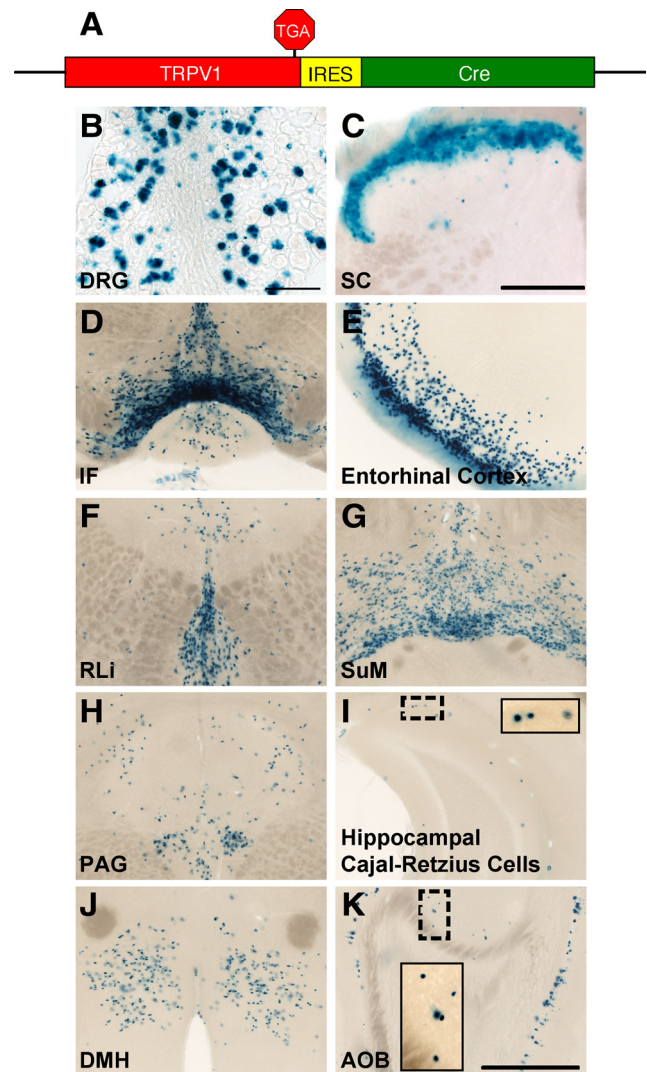 A
TGA
TRPV1
IRES
Cre
B
DRG
C
SC
D
IF
E
Entorhinal Cortex
F
RLi
G
SuM
H
PAG
I
Hippocampal
Cajal-Retzius Cells
J
DMH
K
AOB